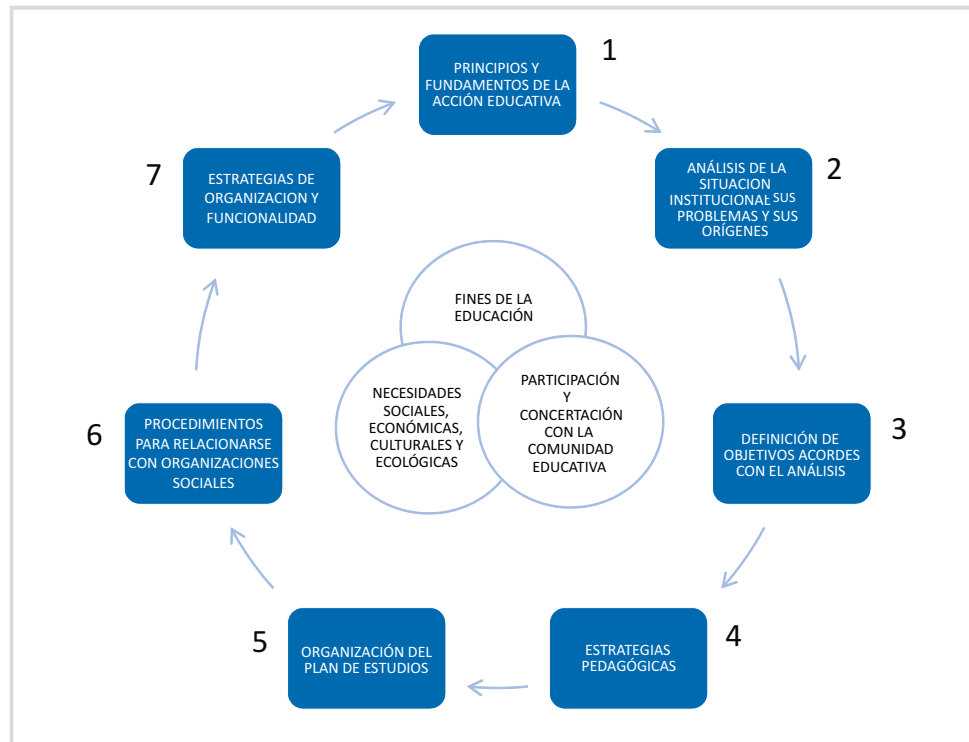 1
PRINCIPIOS Y
FUNDAMENTOS DE LA
ACCIÓN EDUCATIVA
2
ANÁLISIS DE LA
SITUACION
INSTITUCIONAL SUS
PROBLEMAS Y SUS
ORÍGENES
3
DEFINICIÓN DE
OBJETIVOS ACORDES
CON EL ANÁLISIS
4
ESTRATEGIAS
PEDAGÓGICAS
5
ORGANIZACIÓN DEL
PLAN DE ESTUDIOS
6
PROCEDIMIENTOS
PARA RELACIONARSE
CON ORGANIZACIONES
SOCIALES
7
ESTRATEGIAS DE
ORGANIZACION Y
FUNCIONALIDAD
FINES DE LA
EDUCACIÓN
NECESIDADES
SOCIALES,
ECONÓMICAS,
CULTURALES Y
ECOLÓGICAS
PARTICIPACIÓN
Y
CONCERTACIÓN
CON LA
COMUNIDAD
EDUCATIVA